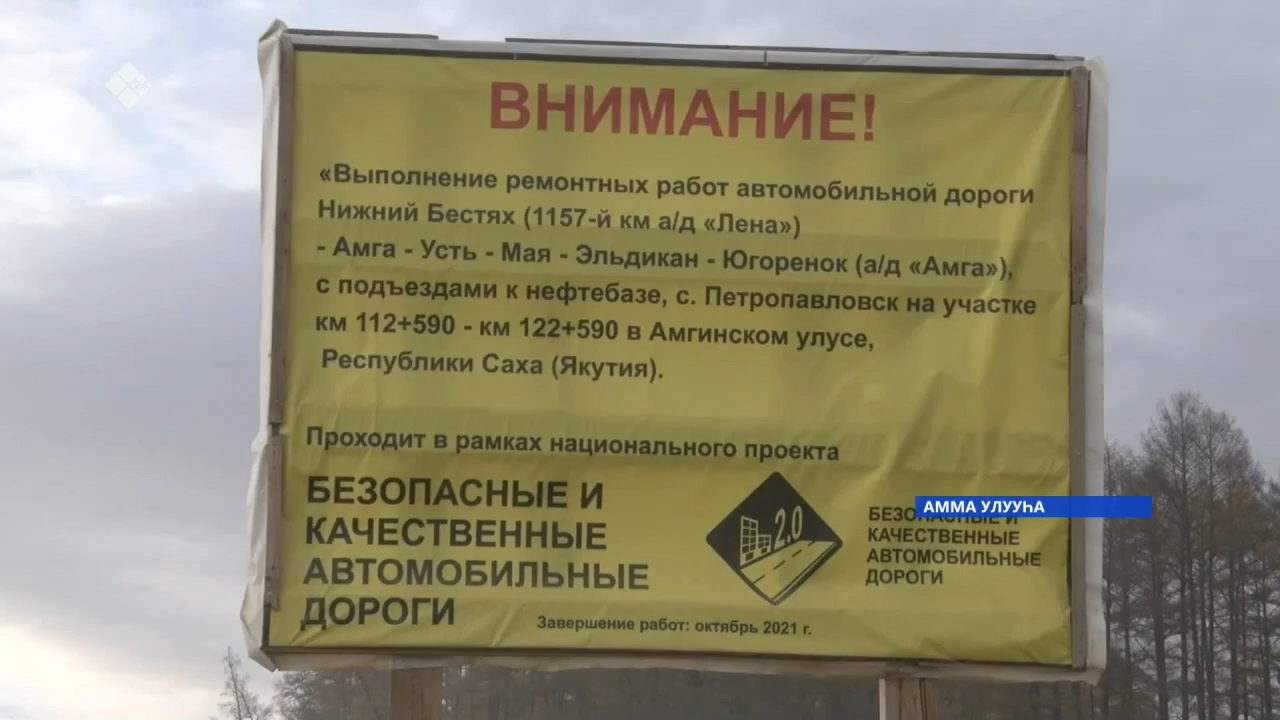 ВНИМАНИЕ!
«Выполнение ремонтных работ автомобильной дороги
Нижний Бестях (1157-й км а/д «Лена»)
- Амга - Усть - Мая - Эльдикан - Югоренок (а/д «Амга»),
с подъездами к нефтебазе, с. Петропавловск на участке
км 112+590 - км 122+590 в Амгинском улусе,
Республики Саха (Якутия).
Проходит в рамках национального проекта
БЕЗОПАСНЫЕ И
КАЧЕСТВЕННЫЕ
АВТОМОБИЛЬНЫЕ
ДОРОГИ
2.0
БЕЗОПАСНЫЕ И
КАЧЕСТВЕННЫЕ
АВТОМОБИЛЬНЫЕ
ДОРОГИ
Завершение работ: октябрь 2021 г.
АММА УЛУУҺА